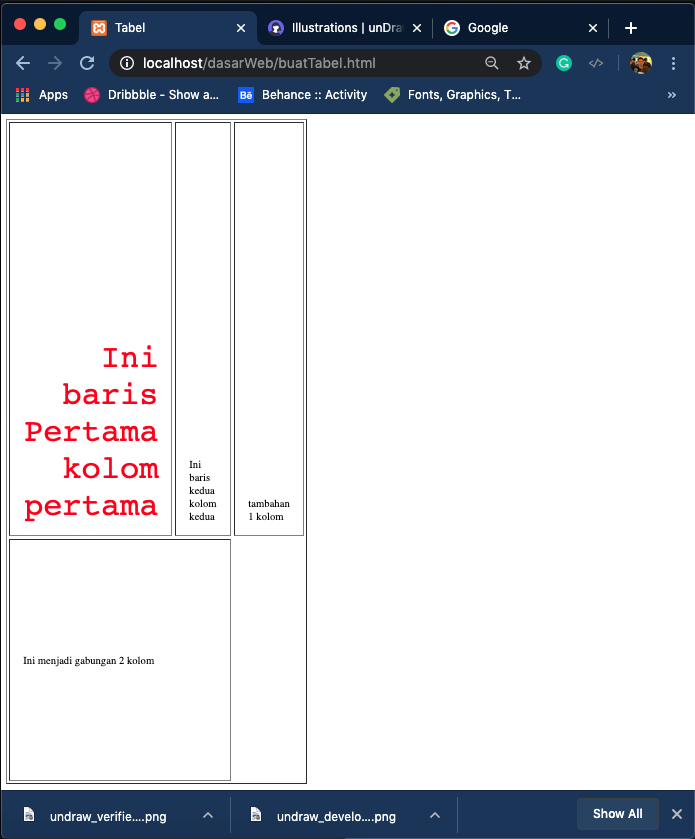 Tabel
Illustrations | unDra
Google
localhost/dasarWeb/buatTabel.html
Apps
Dribbble - Show a...
Bē
Behance :: Activity
Fonts, Graphics, T...
»
Ini
baris
Pertama
kolom
pertama
Ini
baris
kedua
kolom
kedua
tambahan
1 kolom
Ini menjadi gabungan 2 kolom
undraw_verifie....png
undraw_develo....png
Show All